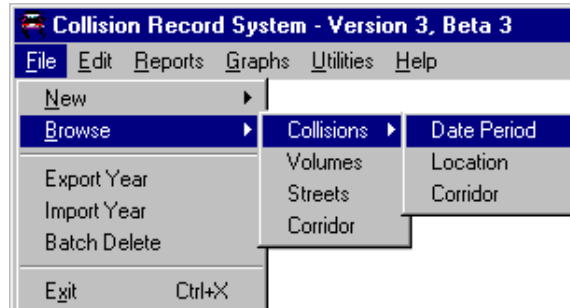 Collision Record System - Version 3, Beta 3
File Edit Reports Graphs Utilities Help
New
Browse Collisions Date Period
Volumes Location
Export Year Streets Corridor
Import Year Corridor
Batch Delete
Exit Ctrl+X